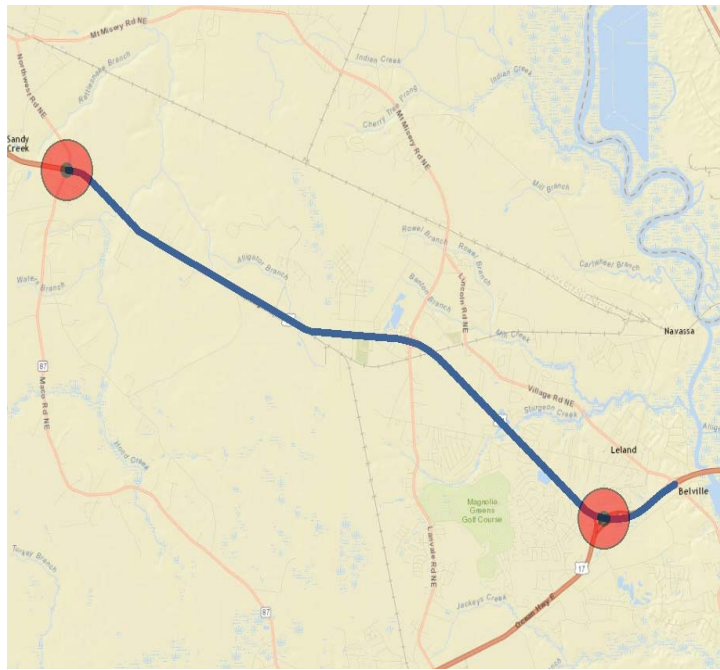 Mt Misery Rd NE
Northwest Rd NE
Rattlesnake Branch
Indian Creek
Indian Creek
Cherry Tree Prong
Mt Misery Rd NE
Sandy
Creek
Mill Branch
Rowel Branch
Rowel Branch
Alligator Branch
Cartwheel Branch
Waters Branch
Lincoln Rd NE
Mill Creek
Navassa
87
Maco Rd NE
Village Rd NE
Sturgeon Creek
Hood Creek
Leland
Belville
Magnolia
Greens
Golf Course
Lanvale Rd NE
Turkey Branch
17
Jackeys Creek
87
Ocean Hwy E